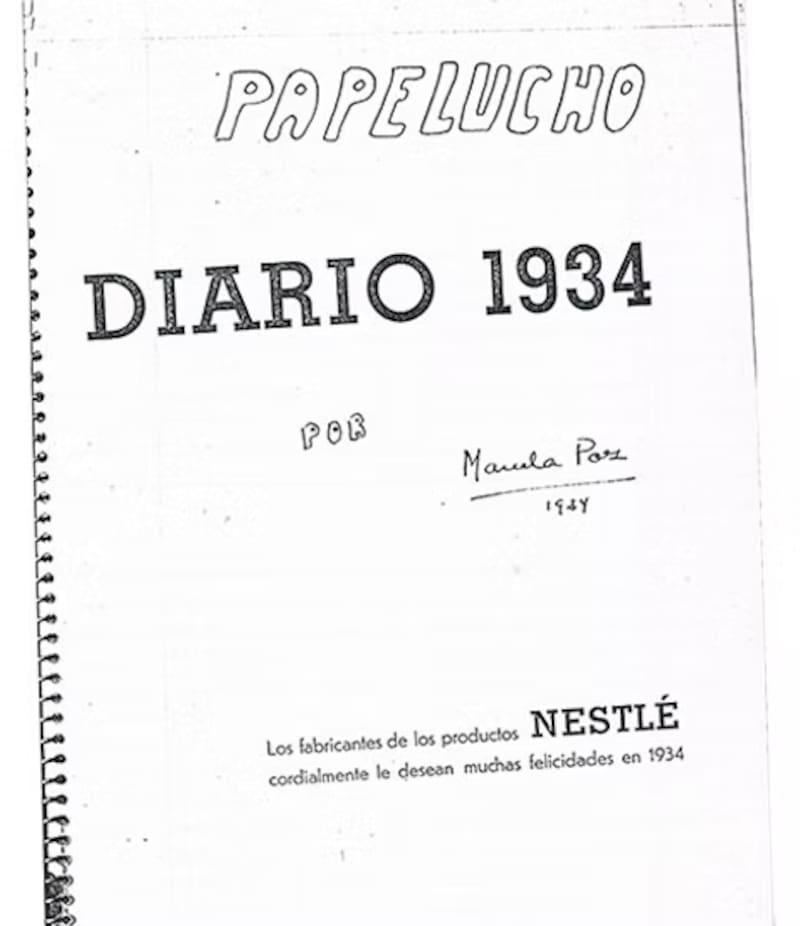 PAPELUCHO
DIARIO 1934
POR
Marcela Paz
1934
Los fabricantes de los productos NESTLÉ
cordialmente le desean muchas felicidades en 1934